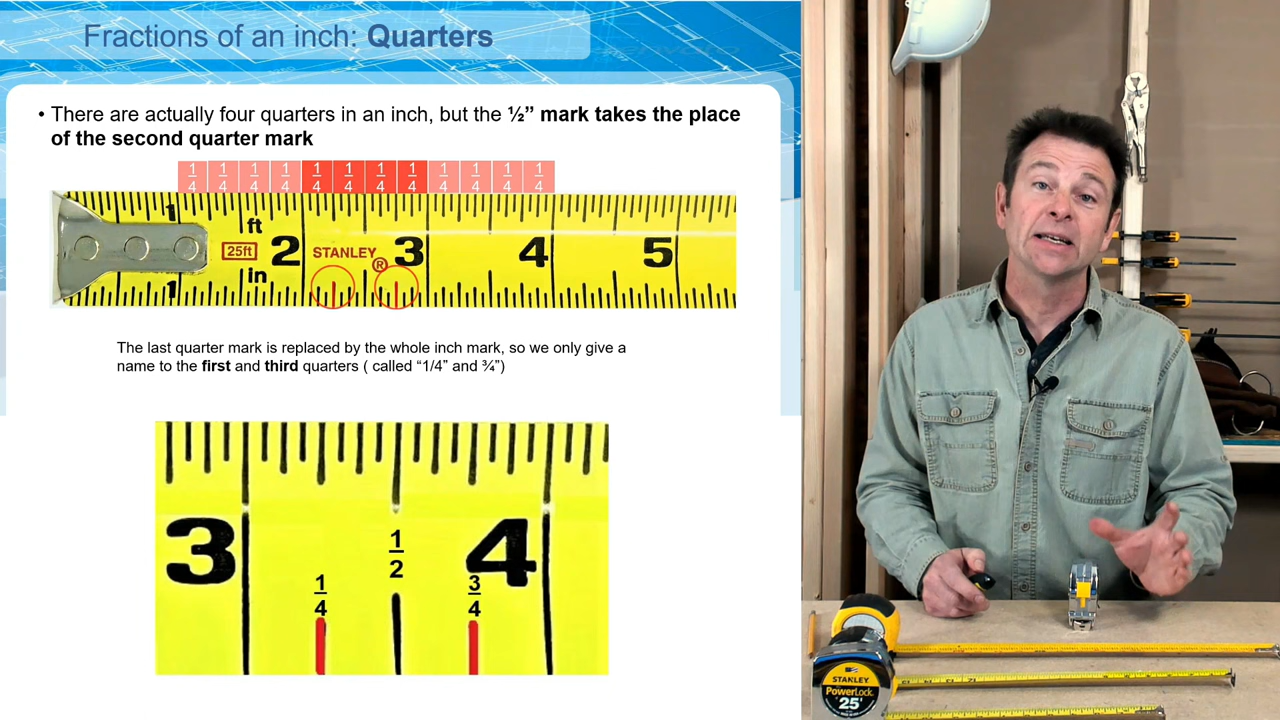 Fractions of an inch: Quarters
• There are actually four quarters in an inch, but the ½” mark takes the place
of the second quarter mark
1/4 1/4 1/4 1/4 1/4 1/4 1/4 1/4 1/4 1/4 1/4 1/4
1 ft
25ft 2 STANLEY ® 3 4 5
1 in
The last quarter mark is replaced by the whole inch mark, so we only give a
name to the first and third quarters ( called “1/4” and ¾”)
3 1/2 4
1/4 3/4
STANLEY
PowerLock
25'